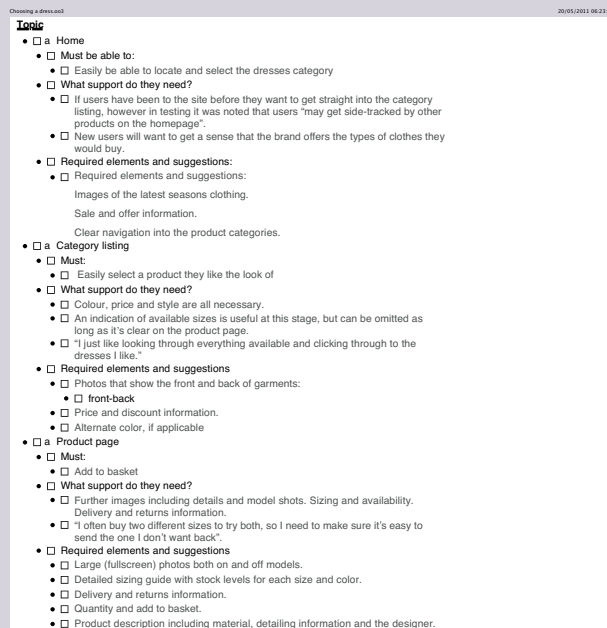 Choosing a dress.oo3
20/05/2011 06:23:
Topic
a Home
Must be able to:
Easily be able to locate and select the dresses category
What support do they need?
If users have been to the site before they want to get straight into the category
listing, however in testing it was noted that users “may get side-tracked by other
products on the homepage”.
New users will want to get a sense that the brand offers the types of clothes they
would buy.
Required elements and suggestions:
Required elements and suggestions:
Images of the latest seasons clothing.
Sale and offer information.
Clear navigation into the product categories.
a Category listing
Must:
Easily select a product they like the look of
What support do they need?
Colour, price and style are all necessary.
An indication of available sizes is useful at this stage, but can be omitted as
long as it’s clear on the product page.
“I just like looking through everything available and clicking through to the
dresses I like.”
Required elements and suggestions
Photos that show the front and back of garments:
front-back
Price and discount information.
Alternate color, if applicable
a Product page
Must:
Add to basket
What support do they need?
Further images including details and model shots. Sizing and availability.
Delivery and returns information.
“I often buy two different sizes to try both, so I need to make sure it’s easy to
send the one I don’t want back”.
Required elements and suggestions
Large (fullscreen) photos both on and off models.
Detailed sizing guide with stock levels for each size and color.
Delivery and returns information.
Quantity and add to basket.
Product description including material, detailing information and the designer.